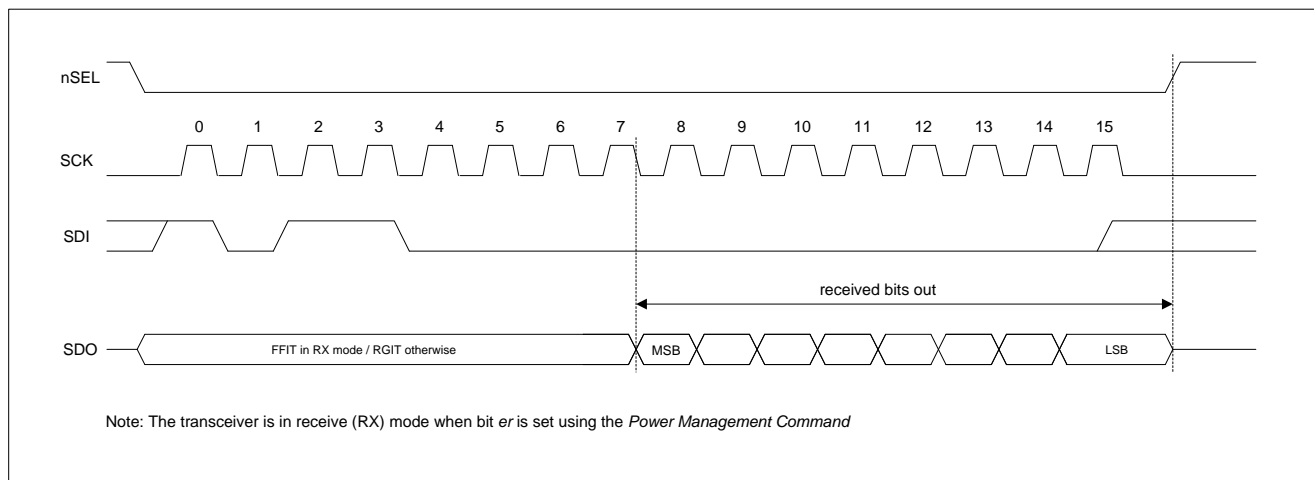 nSEL
0 1 2 3 4 5 6 7 8 9 10 11 12 13 14 15
SCK
SDI
received bits out
SDO FFIT in RX mode / RGIT otherwise MSB LSB
Note: The transceiver is in receive (RX) mode when bit er is set using the Power Management Command